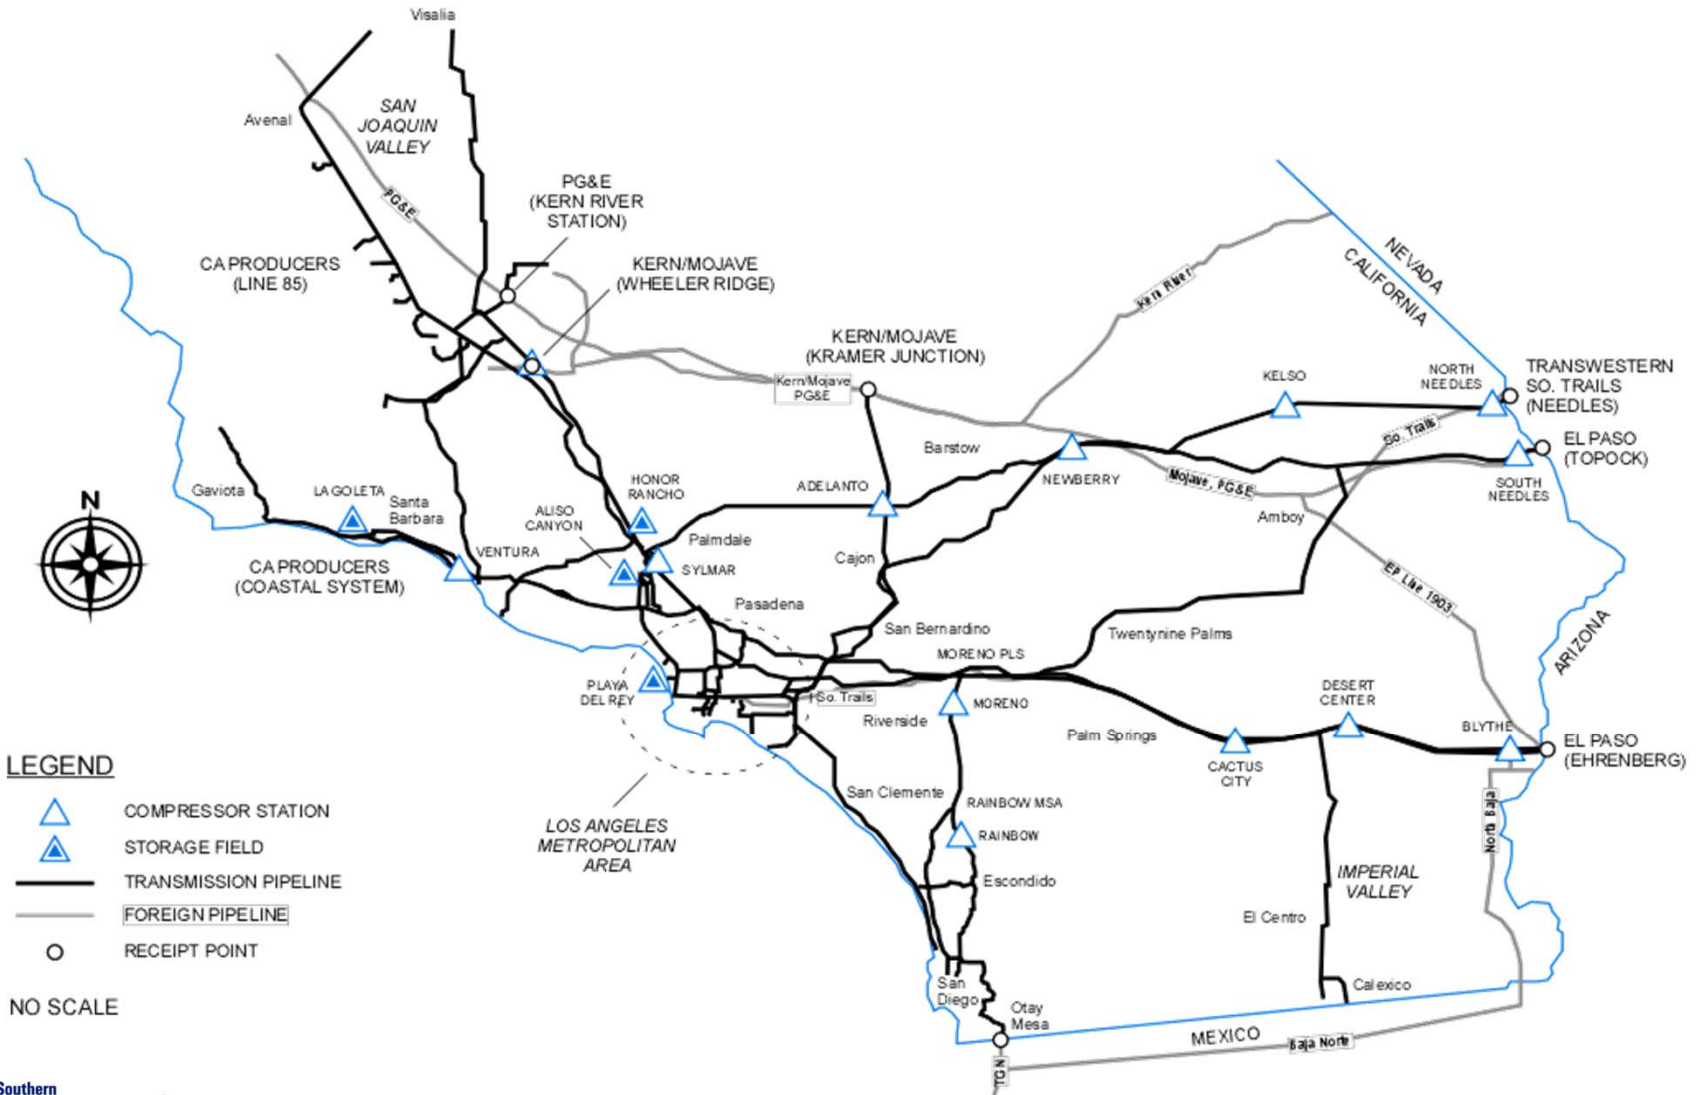 Visalia
SAN
JOAQUIN
VALLEY
Avenal
PG&E
PG&E
(KERN RIVER
STATION)
CA PRODUCERS
(LINE 85)
KERN/MOJAVE
(WHEELER RIDGE)
KERN/MOJAVE
(KRAMER JUNCTION)
Kern/Mojave
PG&E
Kern River
NEVADA
CALIFORNIA
KELSO
NORTH
NEEDLES
TRANSWESTERN
SO. TRAILS
(NEEDLES)
So. Trails
EL PASO
(TOPOCK)
SOUTH
NEEDLES
Barstow
NEWBERRY
Mojave, PG&E
Amboy
EP Line 1903
ARIZONA
Gaviota
LA GOLETA
Santa
Barbara
CA PRODUCERS
(COASTAL SYSTEM)
VENTURA
ALISO
CANYON
HONOR
RANCHO
Palmdale
SYLMAR
ADELANTO
Cajon
Pasadena
San Bernardino
MORENO PLS
Twentynine Palms
PLAYA
DEL REY
So. Trails
Riverside
MORENO
Palm Springs
CACTUS
CITY
DESERT
CENTER
BLYTHE
EL PASO
(EHRENBERG)
North Baja
LOS ANGELES
METROPOLITAN
AREA
San Clemente
RAINBOW MSA
RAINBOW
Escondido
IMPERIAL
VALLEY
El Centro
Calexico
San
Diego
Otay
Mesa
MEXICO
Baja Norte
TGN
N
LEGEND
COMPRESSOR STATION
STORAGE FIELD
TRANSMISSION PIPELINE
FOREIGN PIPELINE
RECEIPT POINT
NO SCALE
Southern